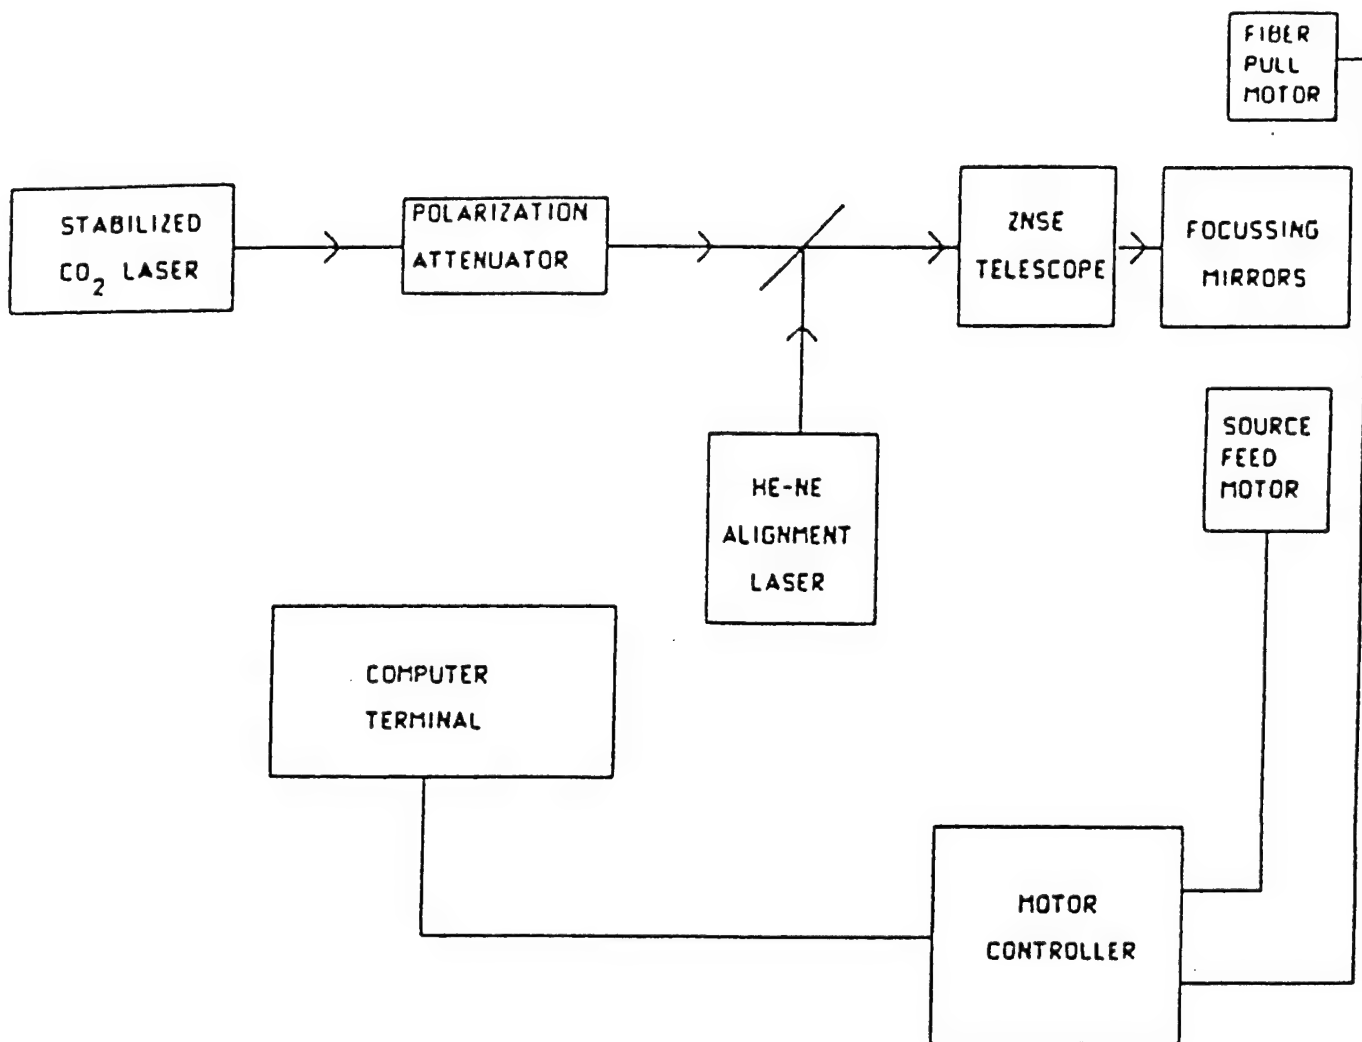 FIBER
PULL
MOTOR
STABILIZED
CO2 LASER
POLARIZATION
ATTENUATOR
ZNSE
TELESCOPE
FOCUSSING
MIRRORS
HE-NE
ALIGNMENT
LASER
SOURCE
FEED
MOTOR
COMPUTER
TERMINAL
MOTOR
CONTROLLER